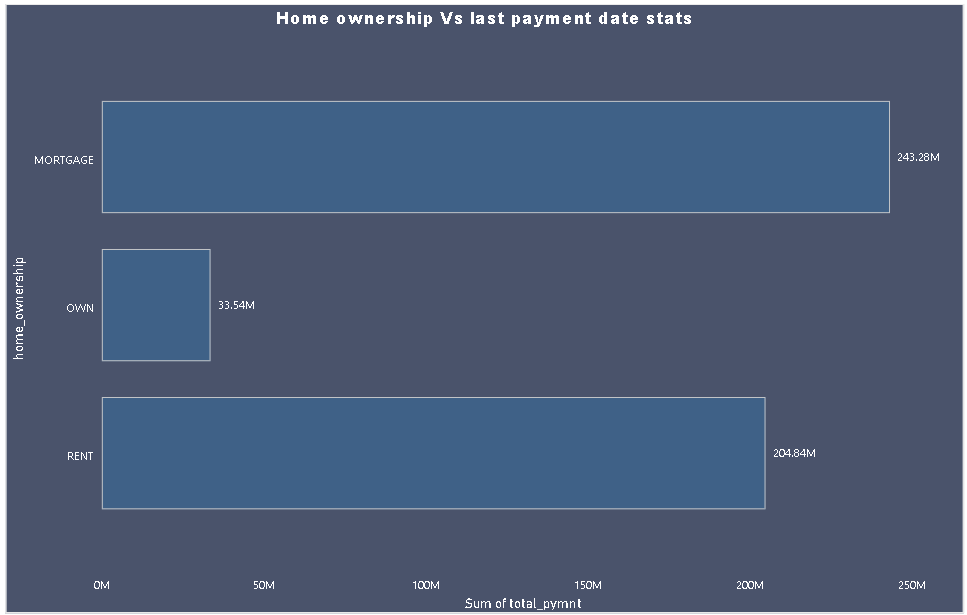 Home ownership Vs last payment date stats
home_ownership
MORTGAGE
243.28M
OWN
33.54M
RENT
204.84M
0M 50M 100M 150M 200M 250M
Sum of total_pymnt